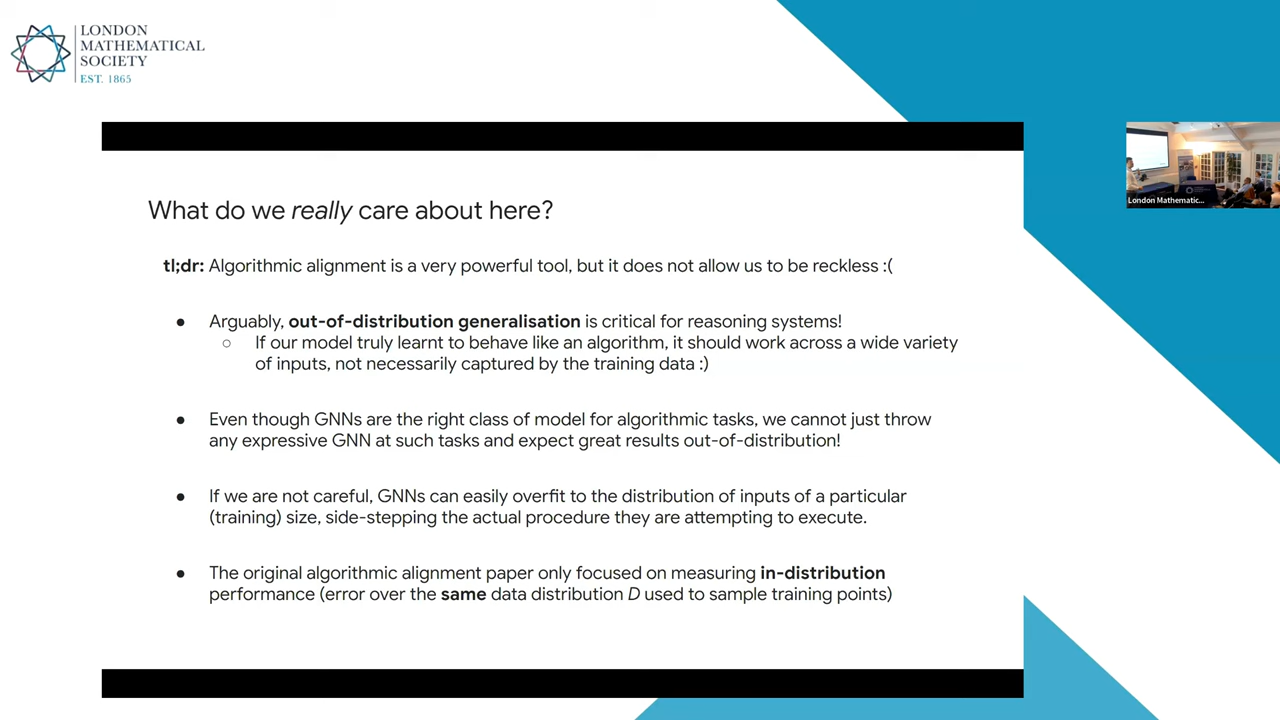 LONDON
MATHEMATICAL
SOCIETY
EST. 1865
What do we really care about here?
tl;dr: Algorithmic alignment is a very powerful tool, but it does not allow us to be reckless :(
● Arguably, out-of-distribution generalisation is critical for reasoning systems!
○ If our model truly learnt to behave like an algorithm, it should work across a wide variety
of inputs, not necessarily captured by the training data :)
● Even though GNNs are the right class of model for algorithmic tasks, we cannot just throw
any expressive GNN at such tasks and expect great results out-of-distribution!
● If we are not careful, GNNs can easily overfit to the distribution of inputs of a particular
(training) size, side-stepping the actual procedure they are attempting to execute.
● The original algorithmic alignment paper only focused on measuring in-distribution
performance (error over the same data distribution D used to sample training points)
London Mathematic...